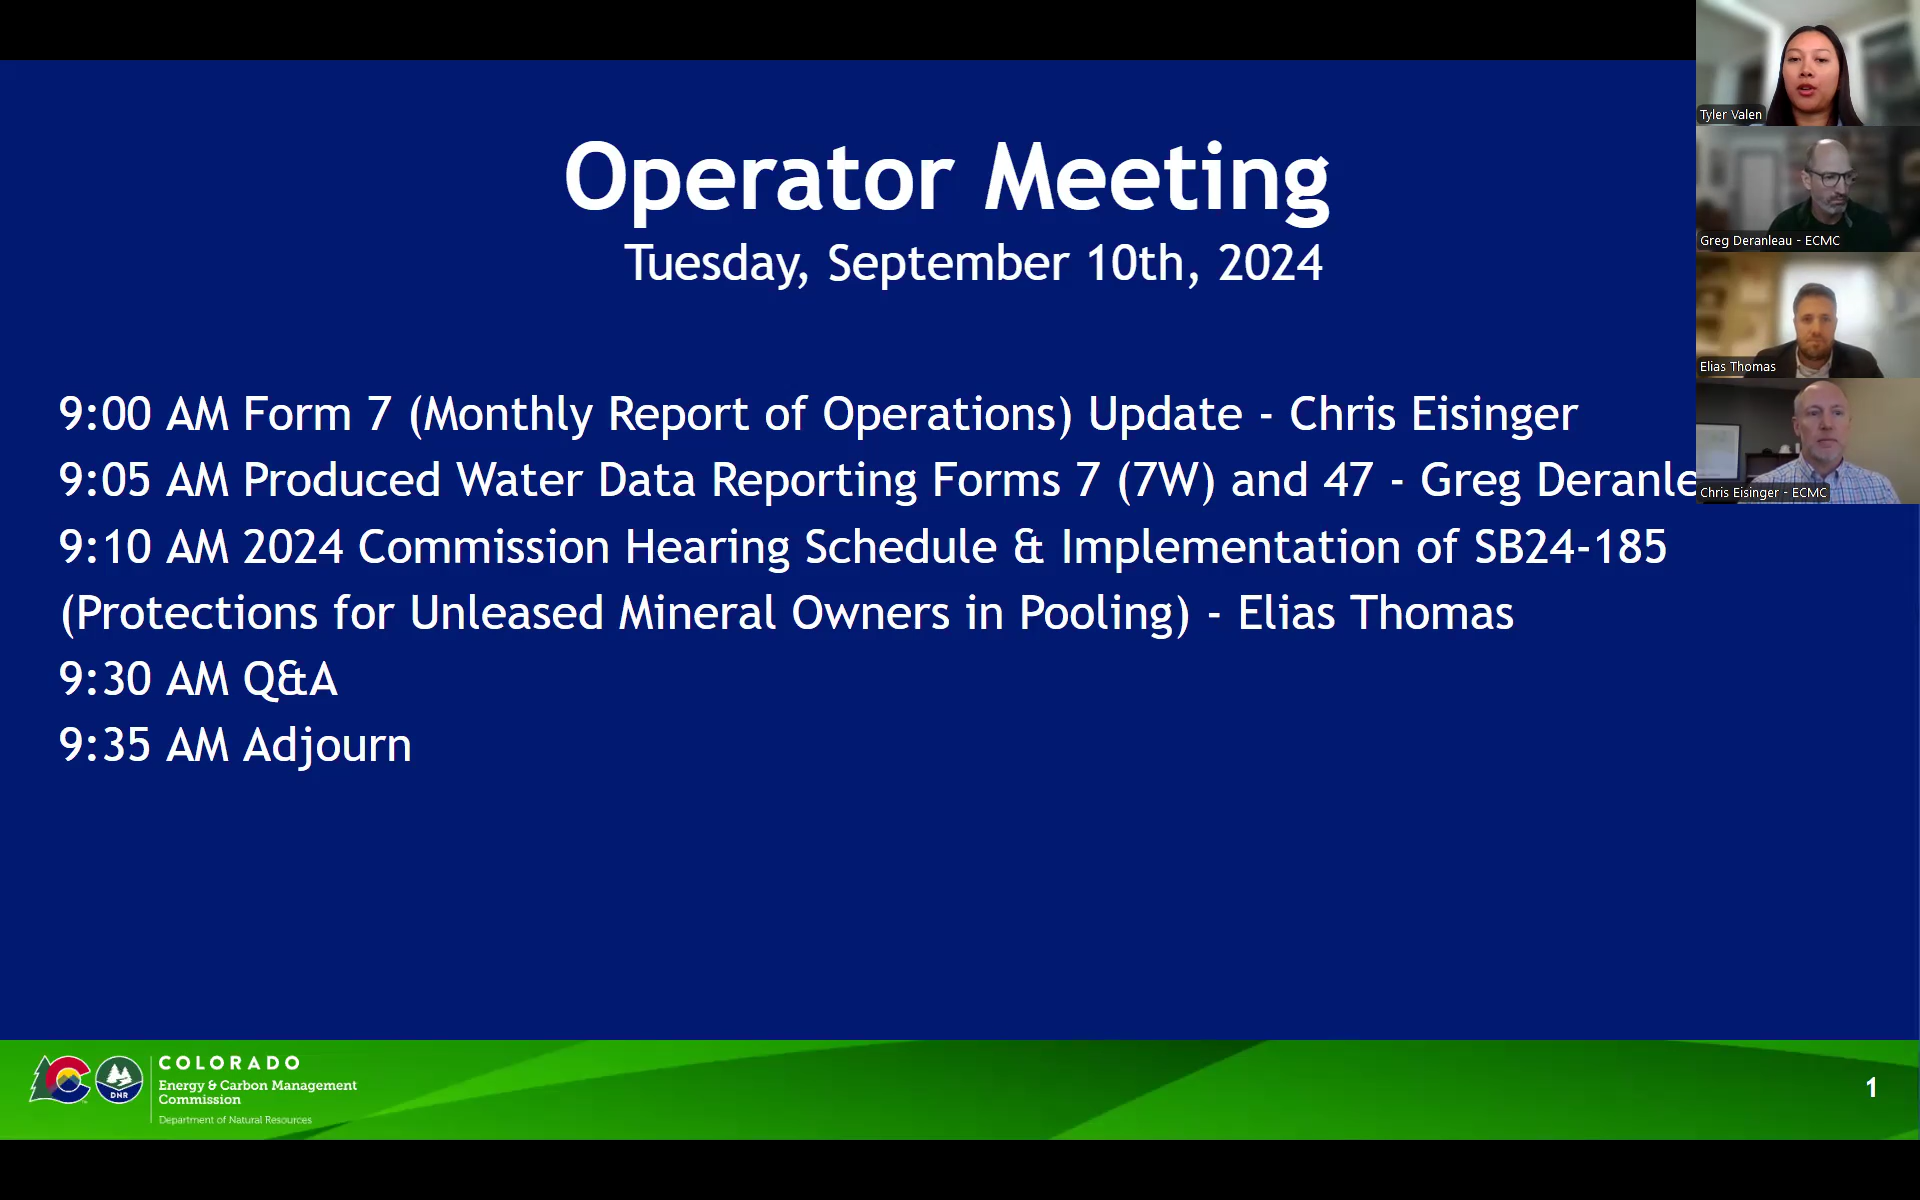 Operator Meeting
Tuesday, September 10th, 2024
9:00 AM Form 7 (Monthly Report of Operations) Update - Chris Eisinger
9:05 AM Produced Water Data Reporting Forms 7 (7W) and 47 - Greg Deranle
9:10 AM 2024 Commission Hearing Schedule & Implementation of SB24-185
(Protections for Unleased Mineral Owners in Pooling) - Elias Thomas
9:30 AM Q&A
9:35 AM Adjourn
Tyler Valen
Greg Deranleau - ECMC
Elias Thomas
Chris Eisinger - ECMC
DNR
COLORADO
Energy & Carbon Management
Commission
Department of Natural Resources
1